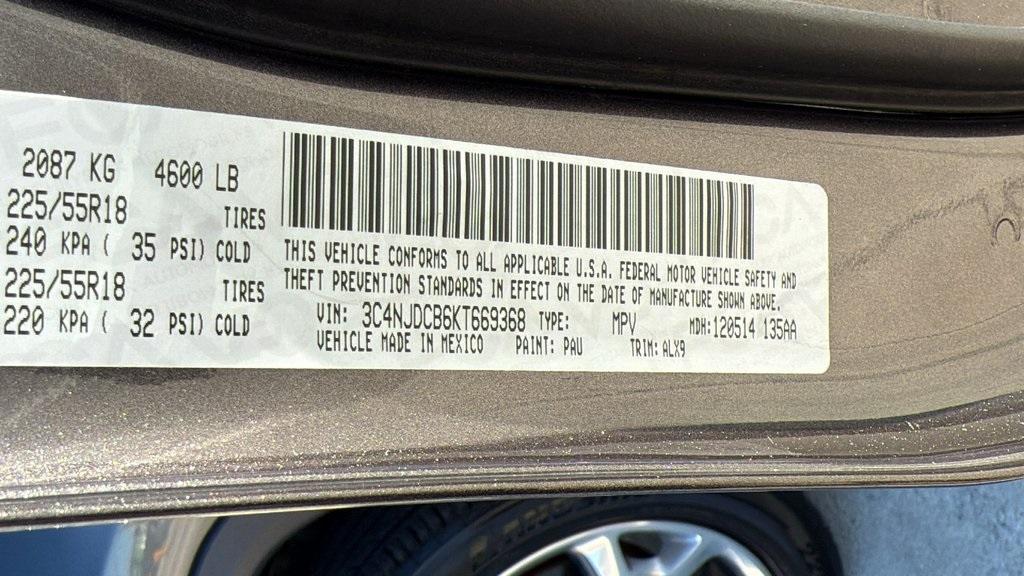 2087 KG 4600 LB
225/55R18 TIRES
240 KPA ( 35 PSI) COLD
225/55R18 TIRES
220 KPA ( 32 PSI) COLD
THIS VEHICLE CONFORMS TO ALL APPLICABLE U.S.A. FEDERAL MOTOR VEHICLE SAFETY AND
THEFT PREVENTION STANDARDS IN EFFECT ON THE DATE OF MANUFACTURE SHOWN ABOVE.
VIN: 3C4NJDCB6KT669368 TYPE: MPV MDH:120514 135AA
VEHICLE MADE IN MEXICO PAINT: PAU TRIM: ALX9